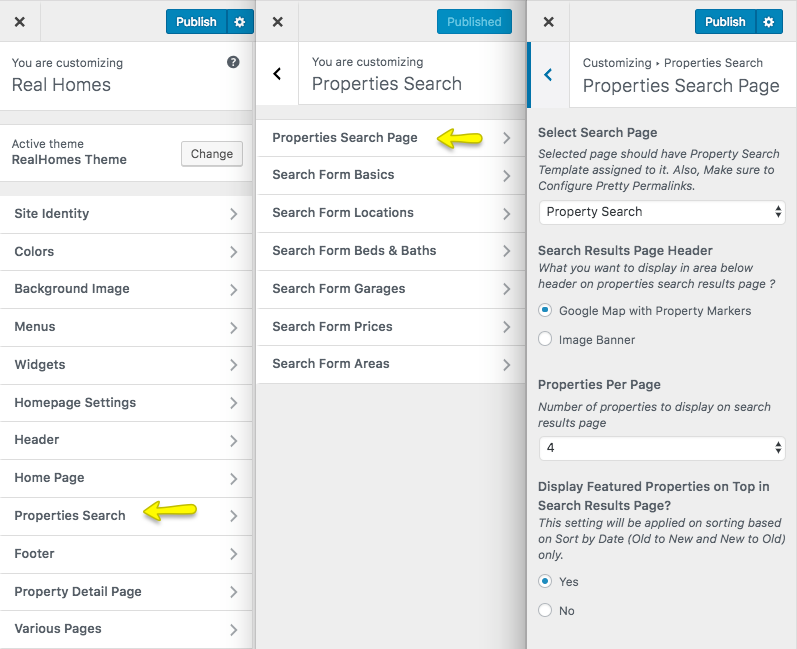 Publish
You are customizing
Real Homes
Active theme
RealHomes Theme
Change
Site Identity
Colors
Background Image
Menus
Widgets
Homepage Settings
Header
Home Page
Properties Search
Footer
Property Detail Page
Various Pages
Published
You are customizing
Properties Search
Properties Search Page
Search Form Basics
Search Form Locations
Search Form Beds & Baths
Search Form Garages
Search Form Prices
Search Form Areas
Publish
Customizing ▸ Properties Search
Properties Search Page
Select Search Page
Selected page should have Property Search
Template assigned to it. Also, Make sure to
Configure Pretty Permalinks.
Property Search
Search Results Page Header
What you want to display in area below
header on properties search results page ?
Google Map with Property Markers
Image Banner
Properties Per Page
Number of properties to display on search
results page
4
Display Featured Properties on Top in
Search Results Page?
This setting will be applied on sorting based
on Sort by Date (Old to New and New to Old)
only.
Yes
No